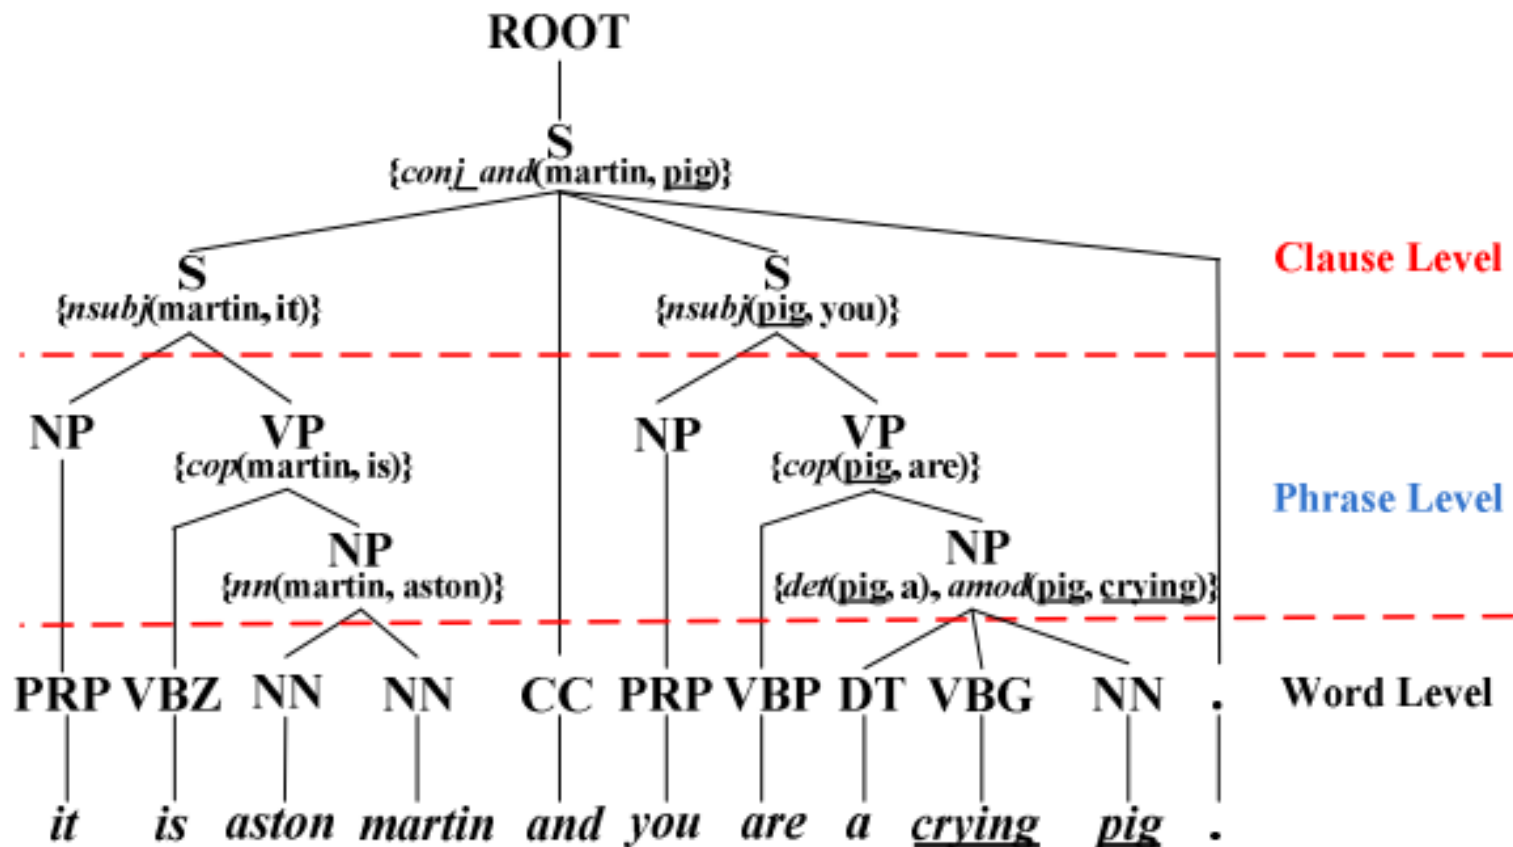 ROOT
S
{conj_and(martin, pig)}
Clause Level
S S
{nsubj(martin, it)} {nsubj(pig, you)}
NP VP NP VP
{cop(martin, is)} {cop(pig, are)}
Phrase Level
NP NP
{nn(martin, aston)} {det(pig, a), amod(pig, crying)}
PRP VBZ NN NN CC PRP VBP DT VBG NN . Word Level
it is aston martin and you are a crying pig .